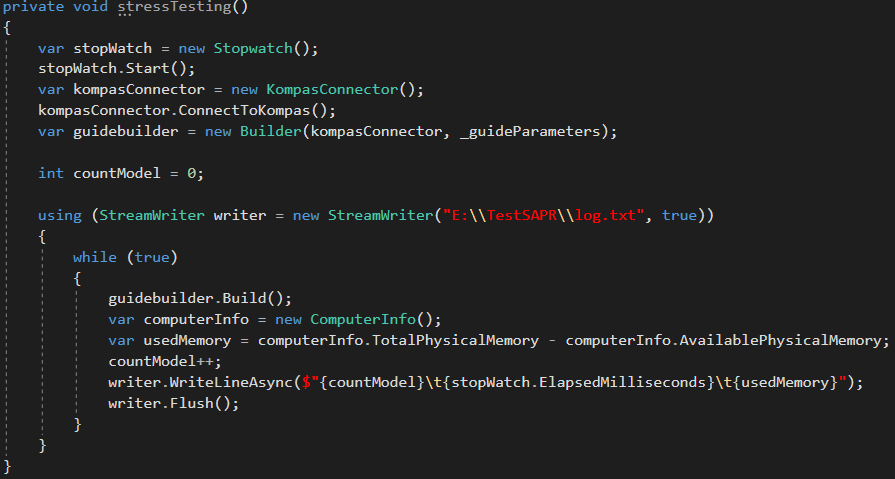 private void stressTesting()
{
    var stopWatch = new Stopwatch();
    stopWatch.Start();
    var kompasConnector = new KompasConnector();
    kompasConnector.ConnectToKompas();
    var guidebuilder = new Builder(kompasConnector, _guideParameters);

    int countModel = 0;

    using (StreamWriter writer = new StreamWriter("E:\\TestSAPR\\log.txt", true))
    {
        while (true)
        {
            guidebuilder.Build();
            var computerInfo = new ComputerInfo();
            var usedMemory = computerInfo.TotalPhysicalMemory - computerInfo.AvailablePhysicalMemory;
            countModel++;
            writer.WriteLineAsync($"{countModel}\t{stopWatch.ElapsedMilliseconds}\t{usedMemory}");
            writer.Flush();
        }
    }
}